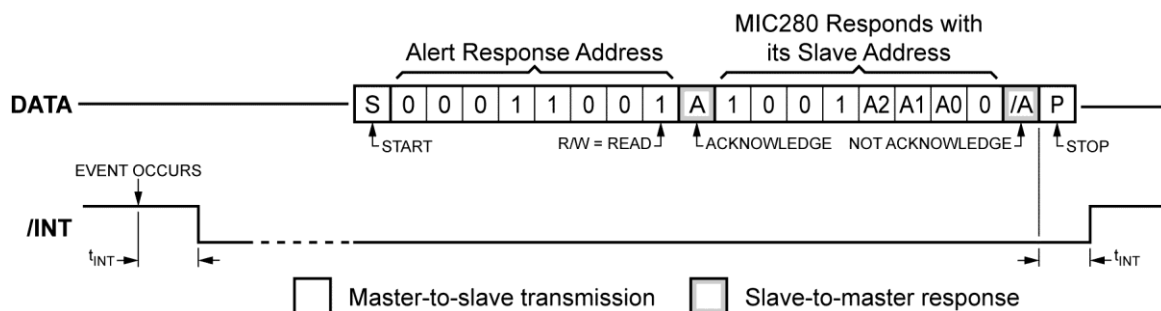 MIC280 Responds with
its Slave Address
Alert Response Address
DATA S 0 0 0 1 1 0 0 1 A 1 0 0 1 A2 A1 A0 0 /A P
START R/W = READ ACKNOWLEDGE NOT ACKNOWLEDGE STOP
EVENT OCCURS
/INT
tINT tINT
Master-to-slave transmission Slave-to-master response